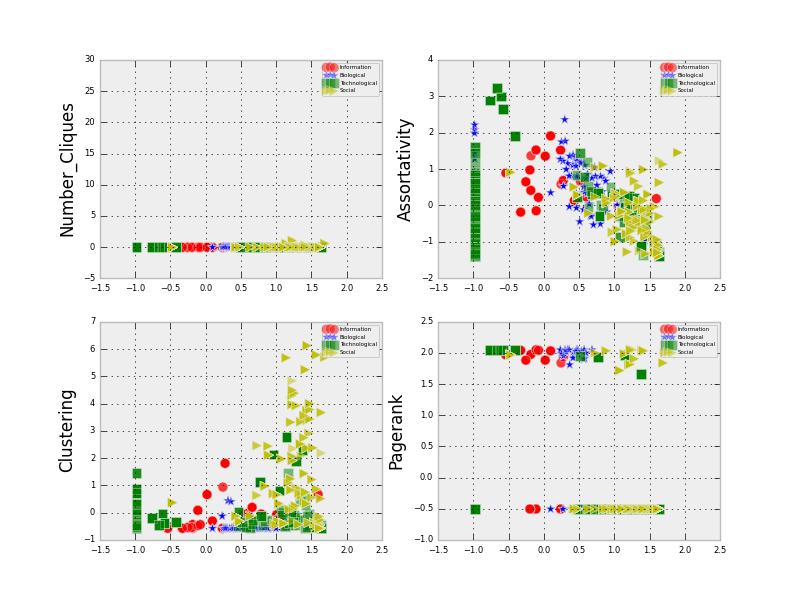 Number_Cliques
30
25
20
15
10
5
0
−5
−1.5 −1.0 −0.5 0.0 0.5 1.0 1.5 2.0 2.5
Information
Biological
Technological
Social
Assortativity
4
3
2
1
0
−1
−2
−1.5 −1.0 −0.5 0.0 0.5 1.0 1.5 2.0 2.5
Information
Biological
Technological
Social
Clustering
7
6
5
4
3
2
1
0
−1
−1.5 −1.0 −0.5 0.0 0.5 1.0 1.5 2.0 2.5
Information
Biological
Technological
Social
Pagerank
2.5
2.0
1.5
1.0
0.5
0.0
−0.5
−1.0
−1.5 −1.0 −0.5 0.0 0.5 1.0 1.5 2.0 2.5
Information
Biological
Technological
Social